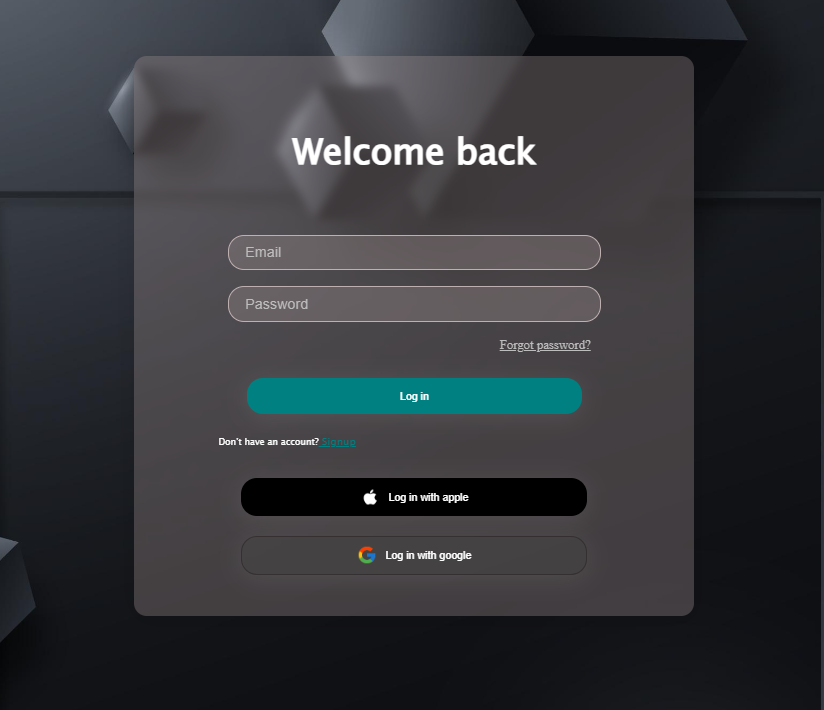 Welcome back
Email
Password
Forgot password?
Log in
Don't have an account? Signup
Log in with apple
Log in with google